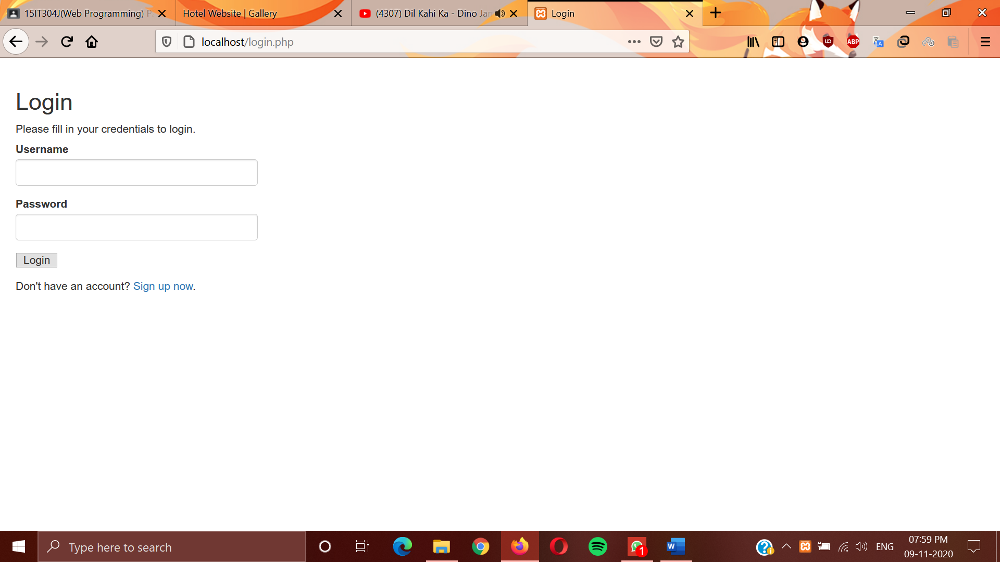 15IT304J(Web Programming) P
Hotel Website | Gallery
(4307) Dil Kahi Ka - Dino Jam
Login
localhost/login.php
ABP
Login
Please fill in your credentials to login.
Username
Password
Login
Don't have an account? Sign up now.
Type here to search
1
ENG
07:59 PM
09-11-2020